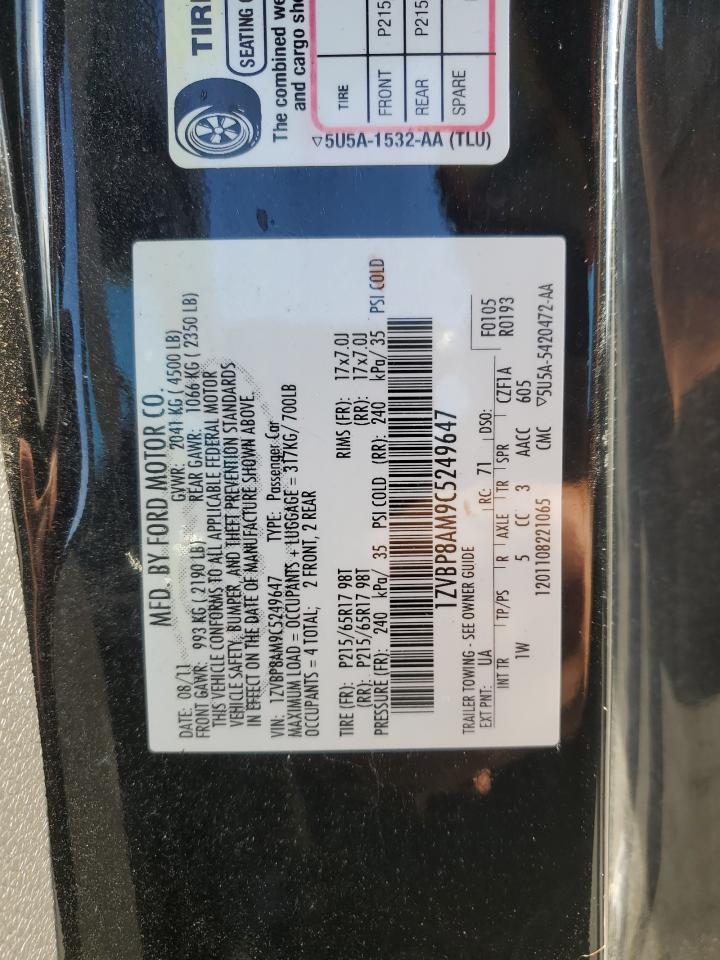 MFD. BY FORD MOTOR CO.
DATE: 08/11 GVWR: 2041 KG ( 4500 LB)
FRONT GAWR: 993 KG ( 2190 LB) REAR GAWR: 1066 KG ( 2350 LB)
THIS VEHICLE CONFORMS TO ALL APPLICABLE FEDERAL MOTOR
VEHICLE SAFETY, BUMPER, AND THEFT PREVENTION STANDARDS
IN EFFECT ON THE DATE OF MANUFACTURE SHOWN ABOVE.
VIN: 1ZVBP8AM9C5249647 TYPE: Passenger Car
MAXIMUM LOAD = OCCUPANTS + LUGGAGE = 317KG/ 700LB
OCCUPANTS = 4 TOTAL; 2 FRONT, 2 REAR
TIRE (FR): P215/65R17 98T RIMS (FR): 17x7.0J
(RR): P215/65R17 98T (RR): 17x7.0J
PRESSURE (FR): 240 kPa/ 35 PSI COLD (RR): 240 kPa/ 35 PSI COLD
1ZVBP8AM9C5249647
TRAILER TOWING - SEE OWNER GUIDE F0105
EXT PNT: UA RC: 71 DSO: R0193
INT TR TP/PS R AXLE TR SPR CZF1A
1W 5 CC 3 AACC 605
1201108221065 CMC ▽5U5A-5420472-AA
TIR
SEATING
The combined we
and cargo sho
TIRE
FRONT P215
REAR P215
SPARE
▽5U5A-1532-AA (TLU)